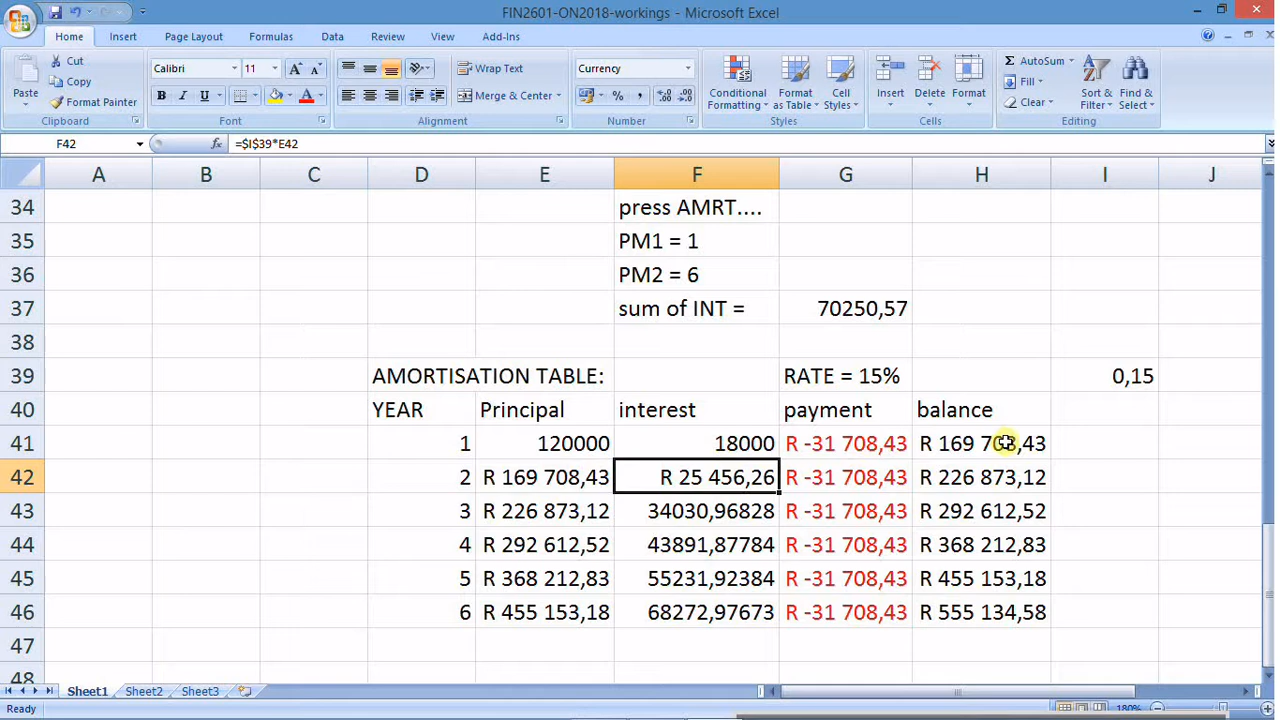 FIN2601-ON2018-workings - Microsoft Excel
Home Insert Page Layout Formulas Data Review View Add-Ins
Paste
Cut
Copy
Format Painter
Clipboard
Calibri 11
B I U
Font
Wrap Text
Merge & Center
Alignment
Currency
Number
Conditional Formatting
Format as Table
Cell Styles
Styles
Insert Delete Format
Cells
AutoSum
Fill
Clear
Sort & Filter
Find & Select
Editing
F42 =$I$39*E42
A B C D E F G H I J
34 press AMRT....
35 PM1 = 1
36 PM2 = 6
37 sum of INT = 70250,57
38
39 AMORTISATION TABLE: RATE = 15% 0,15
40 YEAR Principal interest payment balance
41 1 120000 18000 R -31 708,43 R 169 708,43
42 2 R 169 708,43 R 25 456,26 R -31 708,43 R 226 873,12
43 3 R 226 873,12 34030,96828 R -31 708,43 R 292 612,52
44 4 R 292 612,52 43891,87784 R -31 708,43 R 368 212,83
45 5 R 368 212,83 55231,92384 R -31 708,43 R 455 153,18
46 6 R 455 153,18 68272,97673 R -31 708,43 R 555 134,58
47
48
Sheet1 Sheet2 Sheet3
Ready 180%